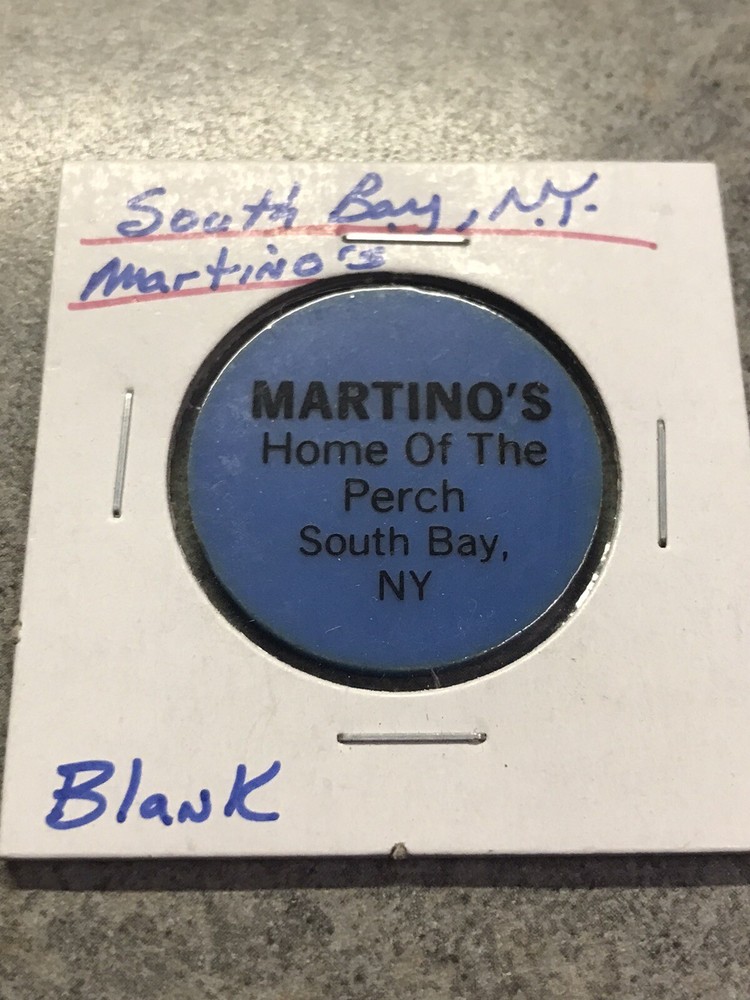 South Bay, N.Y.
Martino's
MARTINO'S
Home Of The
Perch
South Bay,
NY
Blank